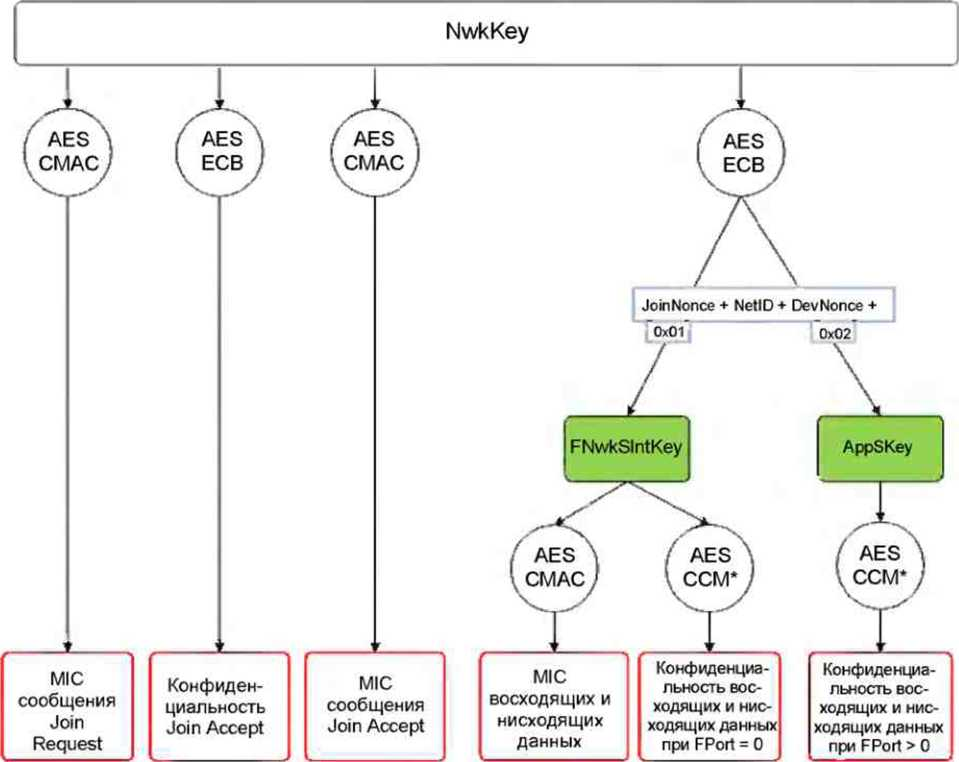 NwkKey
AES
CMAC
AES
ECB
AES
CMAC
AES
ECB
JoinNonce + NetID + DevNonce +
0x01
0x02
FNwkSIntKey
AppSKey
AES
CMAC
AES
CCM*
AES
CCM*
MIC
сообщения
Join
Request
Конфиден-
циальность
Join Accept
MIC
сообщения
Join Accept
MIC
восходящих и
нисходящих
данных
Конфиденциа-
льность вос-
ходящих и нис-
ходящих данных
при FPort = 0
Конфиденциа-
льность вос-
ходящих и нис-
ходящих данных
при FPort > 0